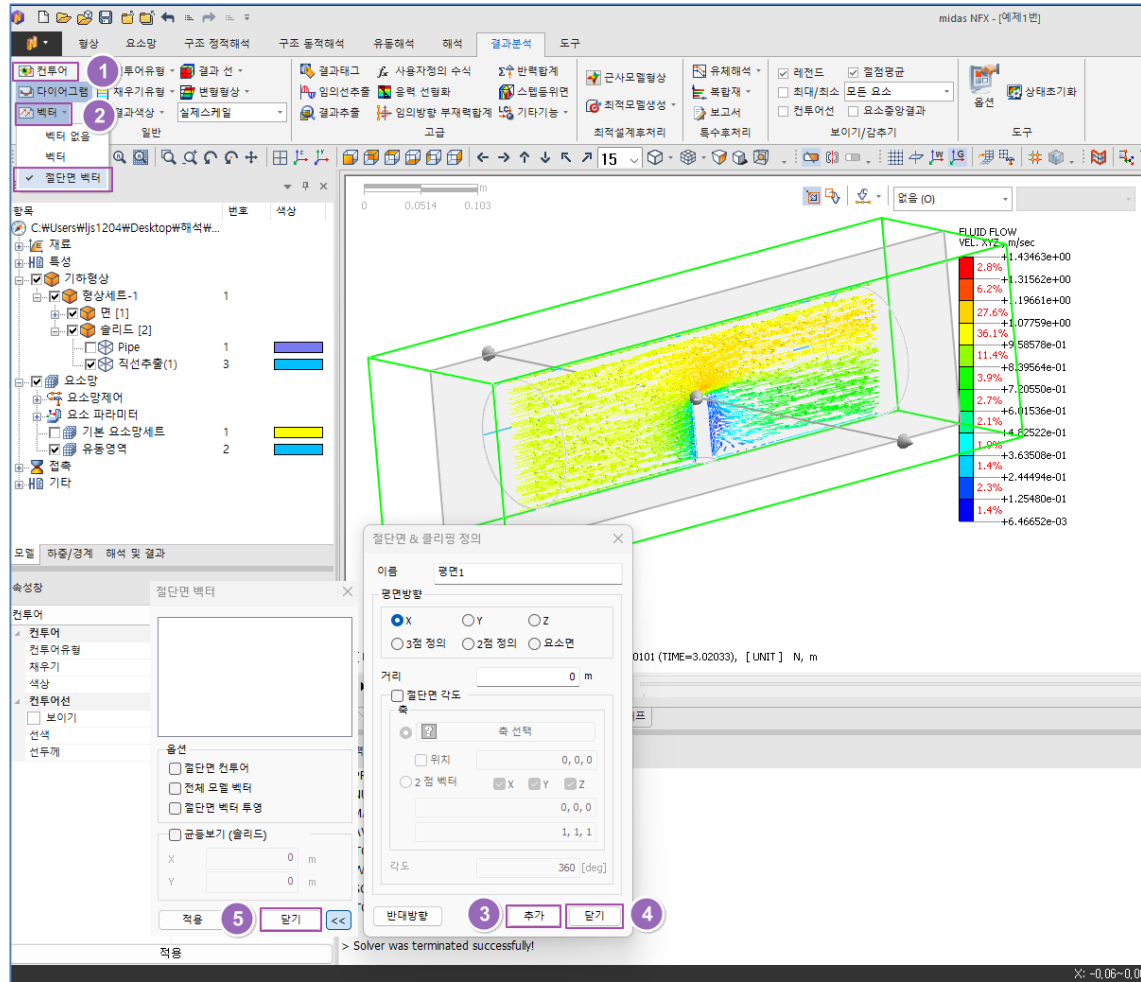 midas NFX - [예제1번]
형상 요소망 구조 정적해석 구조 동적해석 유동해석 해석 결과분석 도구
컨투어 1 컨투어유형 결과 선 결과태그 fx 사용자정의 수식 반력합계 근사모델형상 유체해석 레전드 절점평균
다이어그램 채우기유형 변형형상 임의선추출 응력 선형화 스텝등위면 복합재 최대/최소 모든 요소 옵션 상태초기화
벡터 2 결과색상 실제스케일 결과추출 임의방향 부재력합계 기타기능 최적모델생성 보고서 컨투어선 요소중앙결과
벡터 없음 일반 고급 최적설계후처리 특수후처리 보이기/감추기 도구
벡터 15
절단면 벡터
m
0 0.0514 0.103
없음 (O)
항목 번호 색상
C:₩Users₩ljs1204₩Desktop₩해석₩...
재료
특성
기하형상
형상세트-1 1
면 [1]
솔리드 [2]
Pipe 1
직선추출(1) 3
요소망
요소망제어
요소 파라미터
기본 요소망세트 1
유동영역 2
접촉
기타
FLUID FLOW
VEL. XYZ , m/sec
+1.43463e+00
2.8%
+1.31562e+00
6.2%
+1.19661e+00
27.6%
+1.07759e+00
36.1%
+9.58578e-01
11.4%
+8.39564e-01
3.9%
+7.20550e-01
2.7%
+6.01536e-01
2.1%
+4.82522e-01
1.9%
+3.63508e-01
1.4%
+2.44494e-01
2.3%
+1.25480e-01
1.4%
+6.46652e-03
모델 하중/경계 해석 및 결과
속성창
컨투어
컨투어
컨투어유형
채우기
색상
컨투어선
보이기
선색
선두께
적용
절단면 벡터
옵션
절단면 컨투어
전체 모델 벡터
절단면 벡터 투영
균등보기 (솔리드)
X 0 m
Y 0 m
적용 5 닫기 <<
절단면 & 클리핑 정의
이름 평면1
평면방향
X Y Z
3점 정의 2점 정의 요소면
거리 0 m
절단면 각도
축
? 축 선택
위치 0, 0, 0
2 점 벡터 X Y Z
0, 0, 0
1, 1, 1
각도 360 [deg]
반대방향 3 추가 닫기 4
0101 (TIME=3.02033), [ UNIT ] N, m
> Solver was terminated successfully!